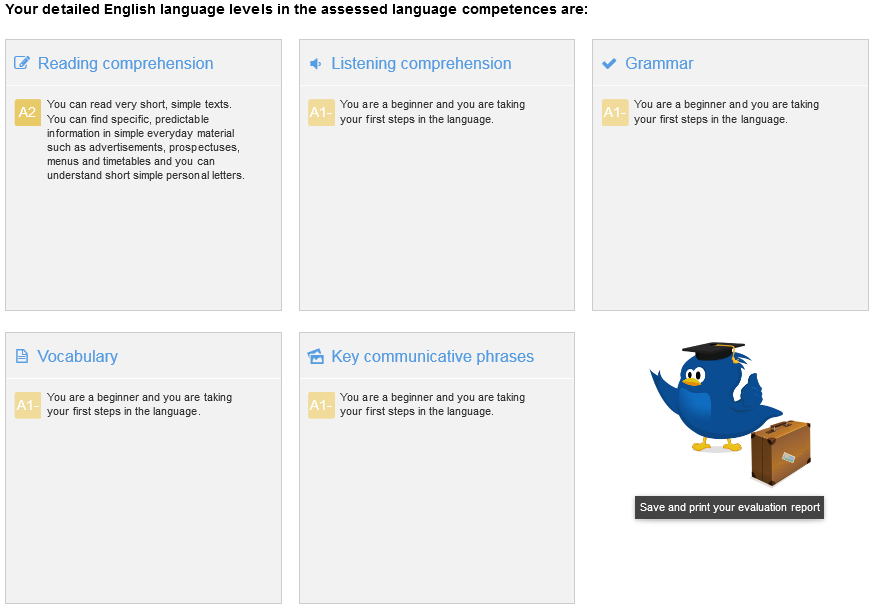 Your detailed English language levels in the assessed language competences are:
Reading comprehension
A2
You can read very short, simple texts.
You can find specific, predictable
information in simple everyday material
such as advertisements, prospectuses,
menus and timetables and you can
understand short simple personal letters.
Listening comprehension
A1-
You are a beginner and you are taking
your first steps in the language.
Grammar
A1-
You are a beginner and you are taking
your first steps in the language.
Vocabulary
A1-
You are a beginner and you are taking
your first steps in the language.
Key communicative phrases
A1-
You are a beginner and you are taking
your first steps in the language.
Save and print your evaluation report